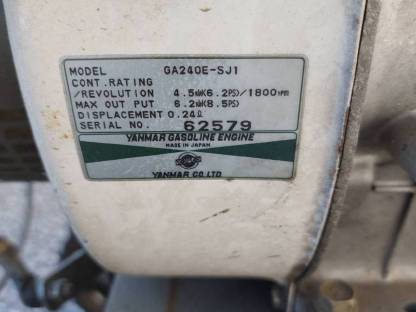 MODEL GA240E-SJ1
CONT. RATING
/REVOLUTION 4.5kW(6.2PS)/1800rpm
MAX OUT PUT 6.2kW(8.5PS)
DISPLACEMENT 0.24ℓ
SERIAL NO. 62579
YANMAR GASOLINE ENGINE
MADE IN JAPAN
YANMAR CO.,LTD.